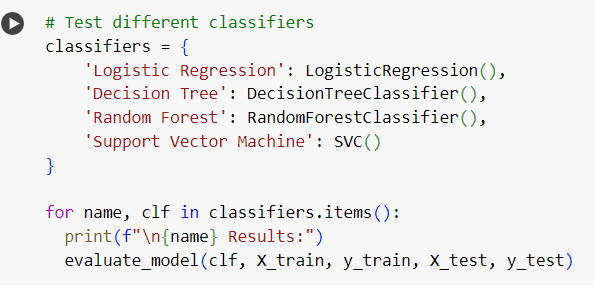 # Test different classifiers
classifiers = {
    'Logistic Regression': LogisticRegression(),
    'Decision Tree': DecisionTreeClassifier(),
    'Random Forest': RandomForestClassifier(),
    'Support Vector Machine': SVC()
}

for name, clf in classifiers.items():
  print(f"\n{name} Results:")
  evaluate_model(clf, X_train, y_train, X_test, y_test)